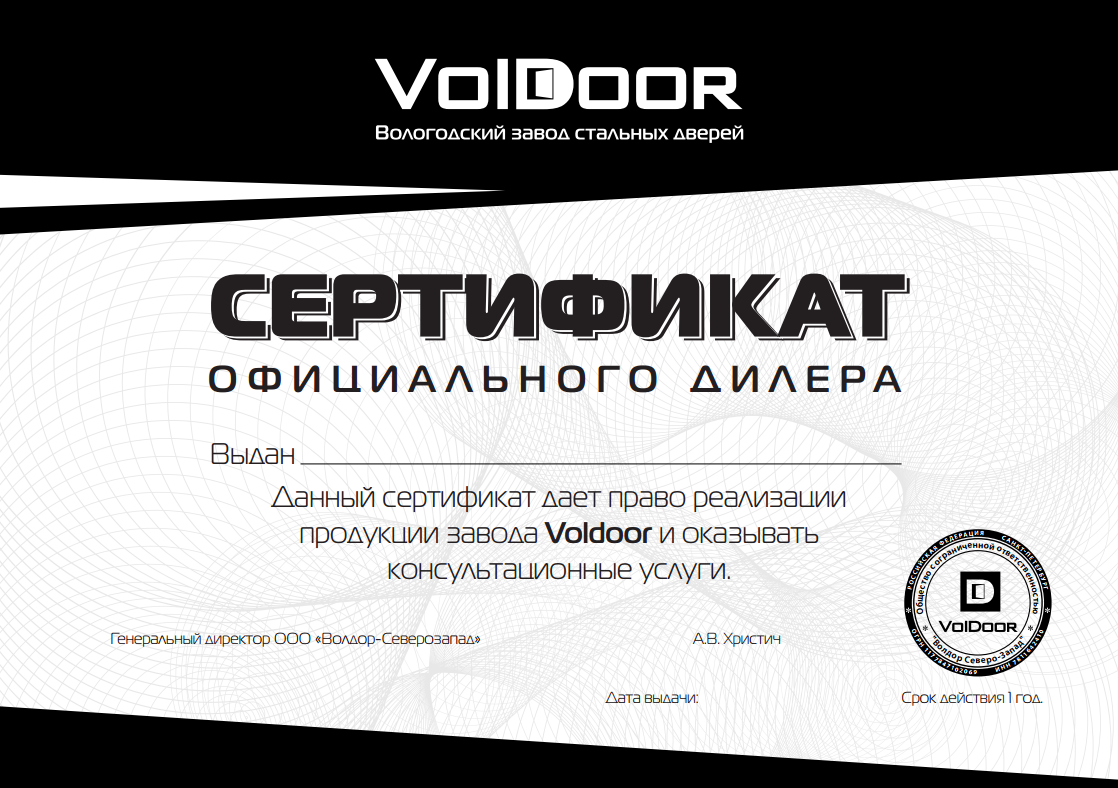 VolDoor
Вологодский завод стальных дверей
СЕРТИФИКАТ
ОФИЦИАЛЬНОГО ДИЛЕРА
Выдан
Данный сертификат дает право реализации
продукции завода Voldoor и оказывать
консультационные услуги.
РОССИЙСКАЯ ФЕДЕРАЦИЯ САНКТ-ПЕТЕРБУРГ
Общество с ограниченной ответственностью
D
VolDoor
"Волдор Северо-Запад"
ОГРН ИНН
Генеральный директор ООО «Волдор-Северозапад» А.В. Христич
Дата выдачи: Срок действия 1 год.